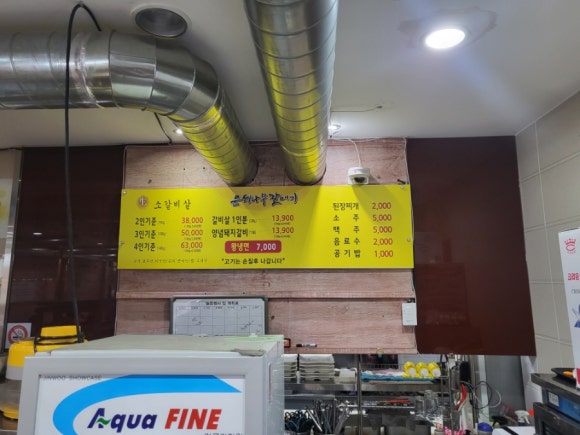 소갈비살
2인기준 38,000
3인기준 50,000
4인기준 63,000
갈비살 1인분 13,900
양념돼지갈비 13,900
왕냉면 7,000
"고기는 손질후 나갑니다"
된장찌개 2,000
소 주 5,000
맥 주 5,000
음료수 2,000
공기밥 1,000
JINWOO SHOWCASE
Aqua FINE